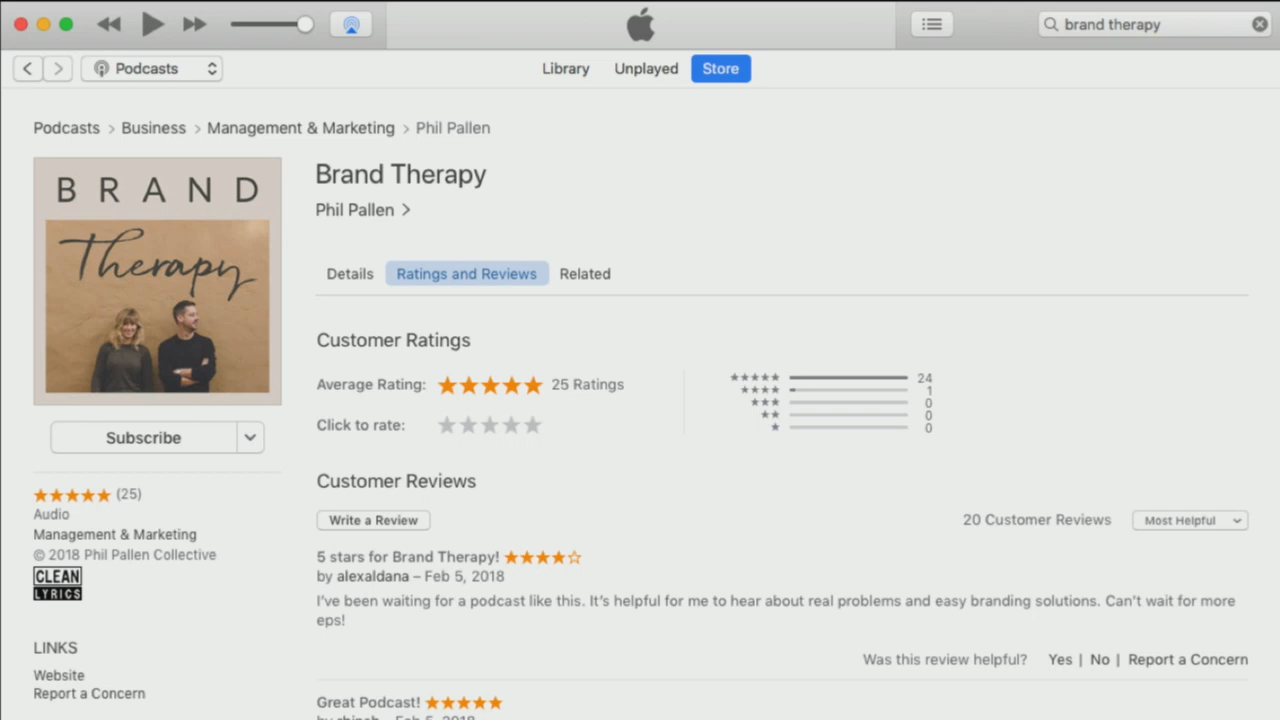 brand therapy
Podcasts
Library Unplayed Store
Podcasts > Business > Management & Marketing > Phil Pallen
BRAND
Therapy
Brand Therapy
Phil Pallen >
Details Ratings and Reviews Related
Customer Ratings
Average Rating: ★★★★★ 25 Ratings
Click to rate: ★★★★★
★★★★★ 24
★★★★ 1
★★★ 0
★★ 0
★ 0
Subscribe
★★★★★ (25)
Audio
Management & Marketing
© 2018 Phil Pallen Collective
CLEAN
LYRICS
LINKS
Website
Report a Concern
Customer Reviews
Write a Review
20 Customer Reviews Most Helpful
5 stars for Brand Therapy! ★★★★☆
by alexaldana – Feb 5, 2018
I've been waiting for a podcast like this. It's helpful for me to hear about real problems and easy branding solutions. Can't wait for more
eps!
Was this review helpful? Yes | No | Report a Concern
Great Podcast! ★★★★★
by – Feb 5, 2018